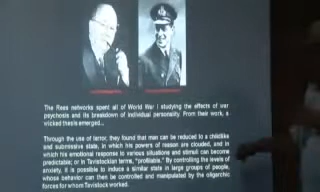 The Rees networks spent all of World War I studying the effects of war
psychosis and its breakdown of individual personality. From their work, a
wicked thesis emerged...
Through the use of terror, they found that man can be reduced to a childlike
and submissive state, in which his powers of reason are clouded, and in
which his emotional response to various situations and stimuli can become
predictable; or in Tavistockian terms, "profilable." By controlling the levels of
anxiety, it is possible to induce a similar state in large groups of people,
whose behavior can then be controlled and manipulated by the oligarchic
forces for whom Tavistock worked.